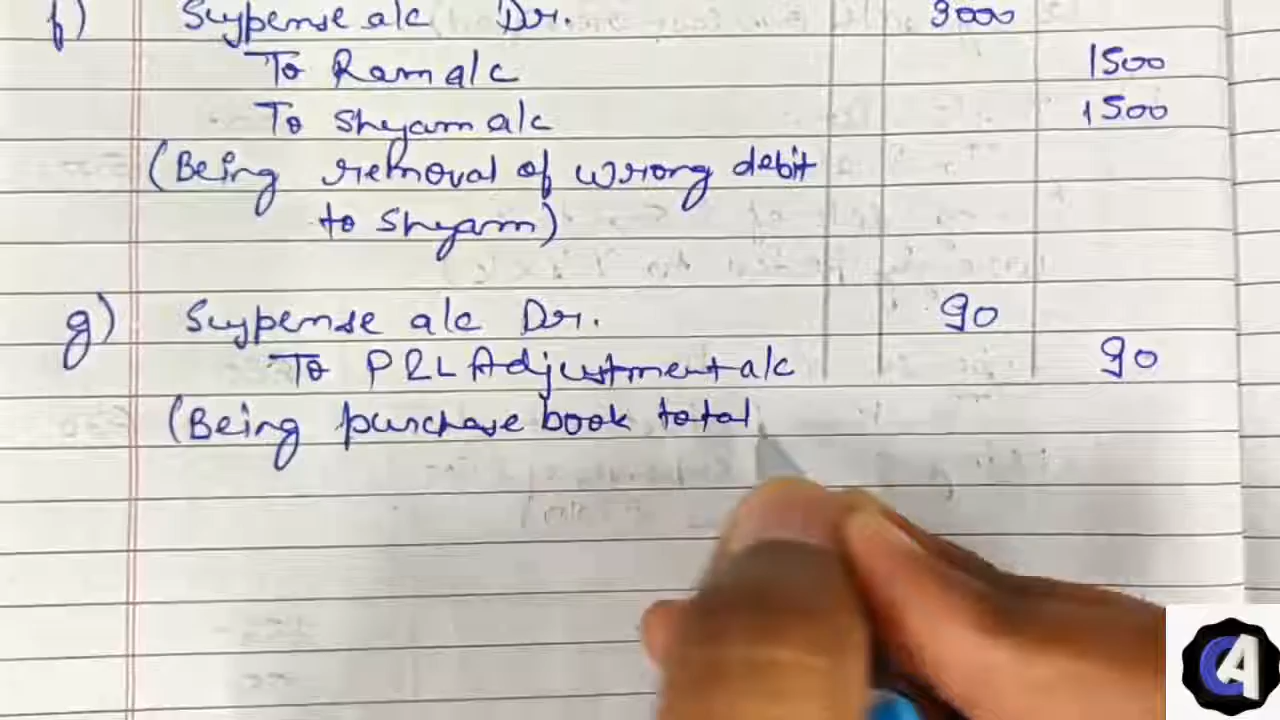 f) Suspense a/c Dr. 3000
To Ram a/c 1500
To Shyam a/c 1500
(Being removal of wrong debit
to Shyam)
g) Suspense a/c Dr. 90
To P&L Adjustment a/c 90
(Being purchase book total
CA